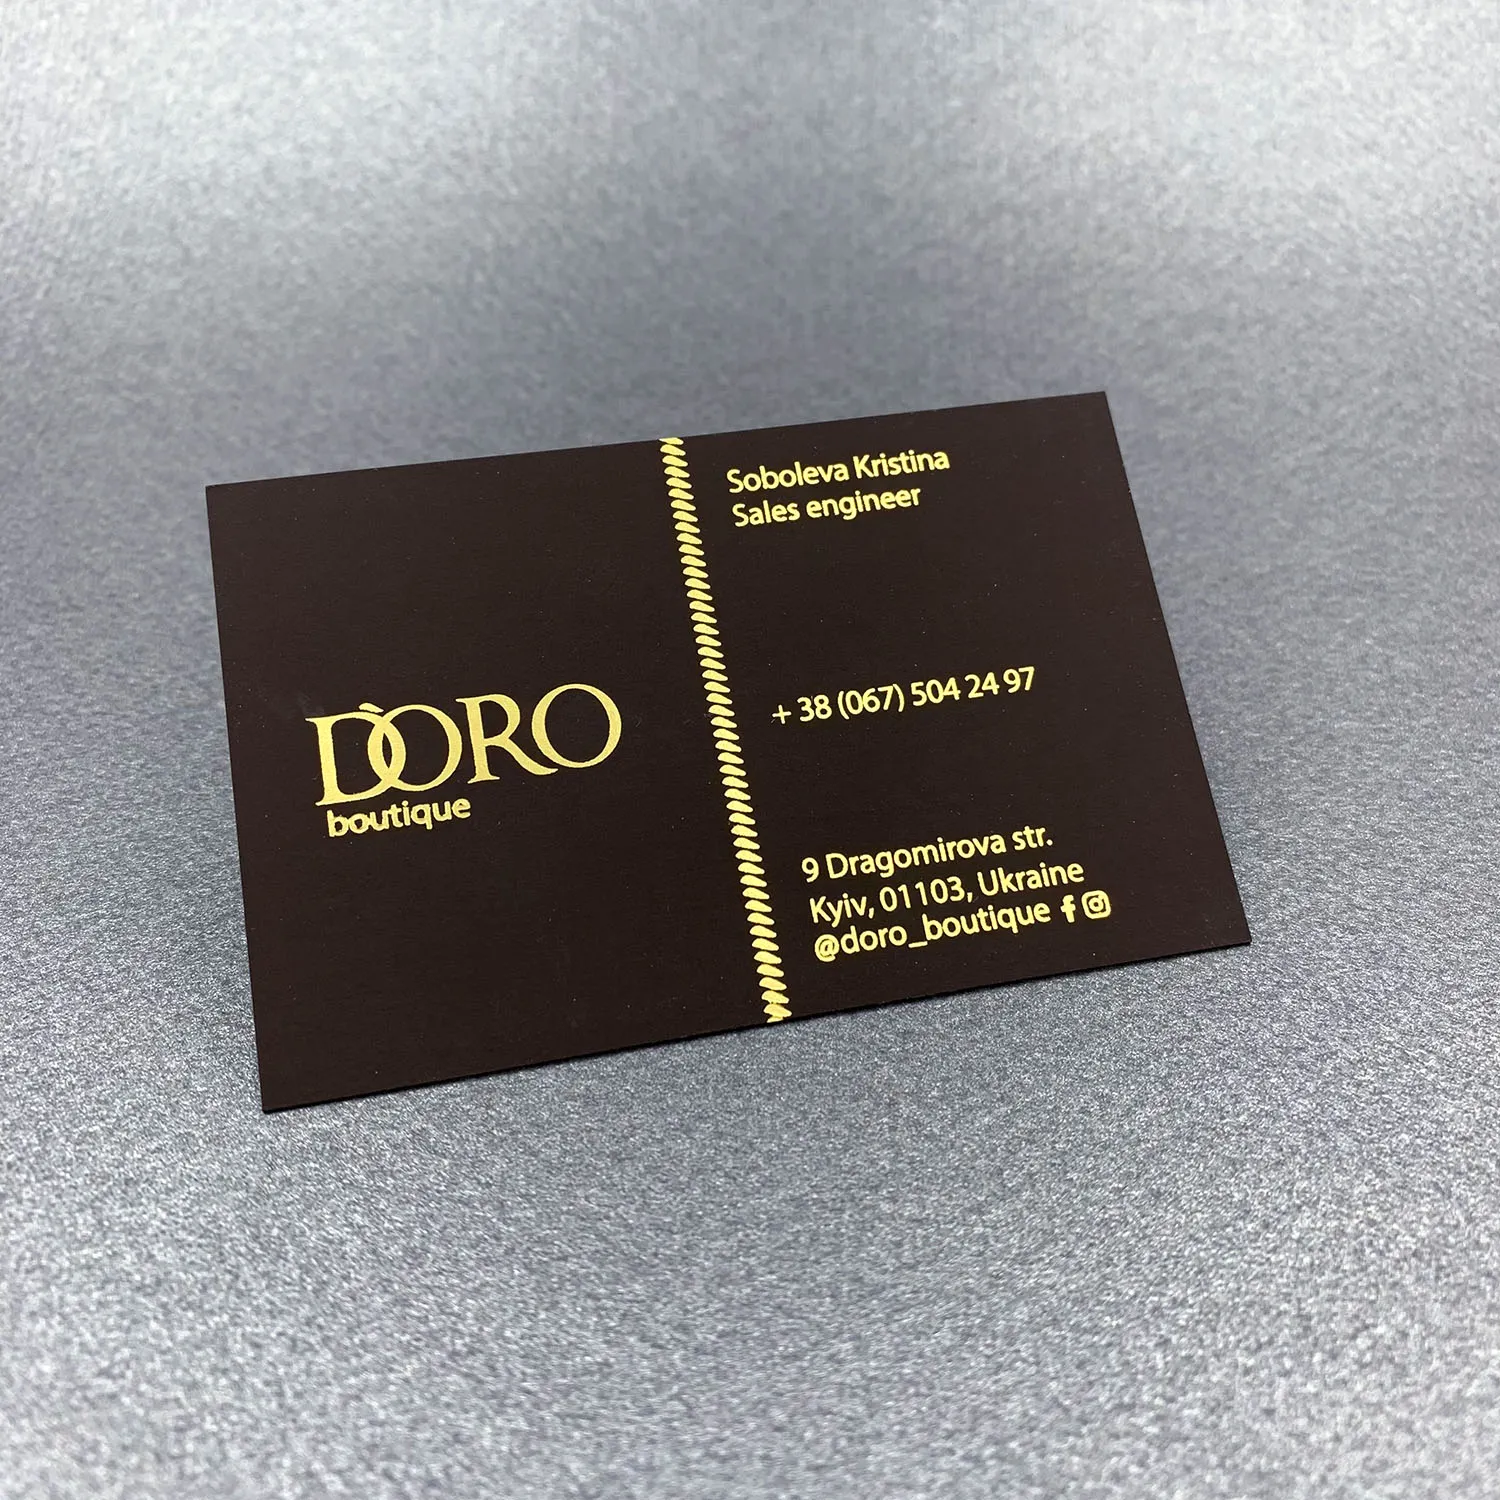 D'ORO
boutique
Soboleva Kristina
Sales engineer
+ 38 (067) 504 24 97
9 Dragomirova str.
Kyiv, 01103, Ukraine
@doro_boutique